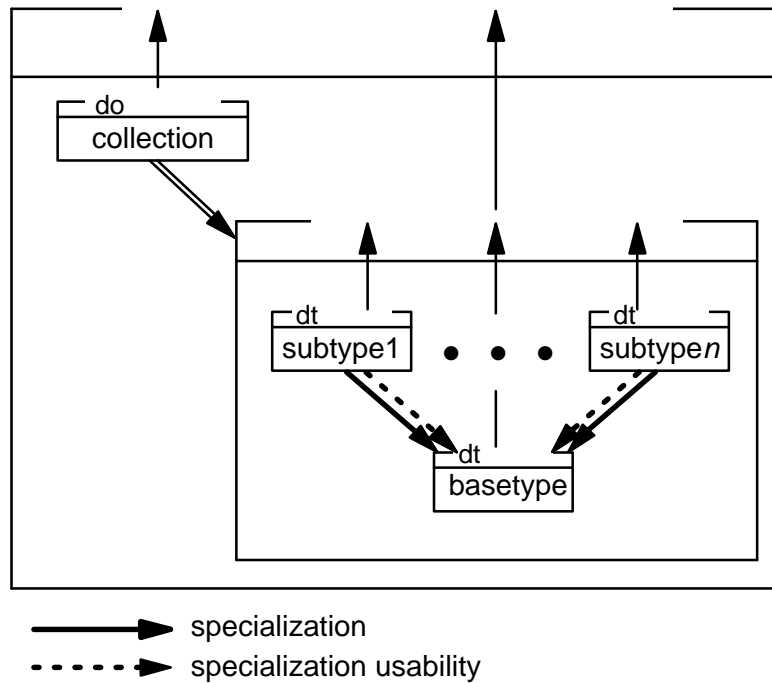 do
collection
dt
dt
subtype1
subtypen
dt
basetype
specialization
specialization usability